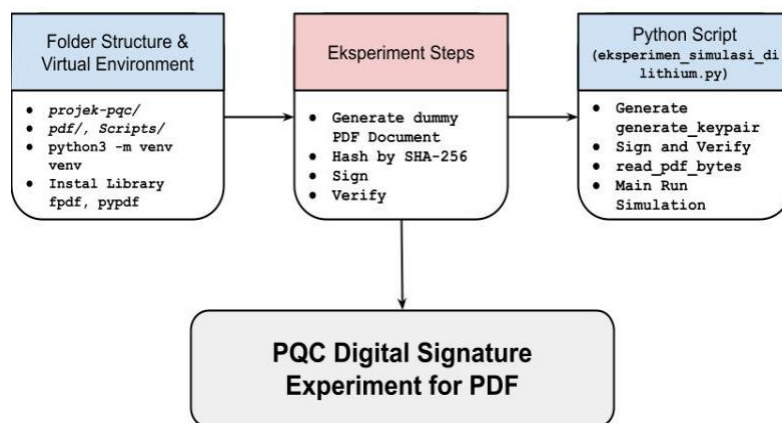 Folder Structure &
Virtual Environment
• projek-pqc/
• pdf/, Scripts/
• python3 -m venv
venv
• Instal Library
fpdf, pypdf
Eksperiment Steps
• Generate dummy
PDF Document
• Hash by SHA-256
• Sign
• Verify
Python Script
(eksperimen_simulasi_di
lithium.py)
• Generate
generate_keypair
• Sign and Verify
• read_pdf_bytes
• Main Run
Simulation
PQC Digital Signature
Experiment for PDF